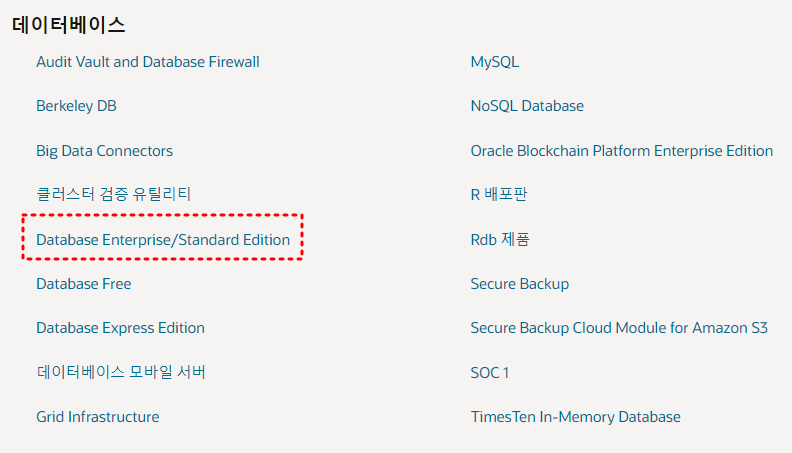 데이터베이스
Audit Vault and Database Firewall
Berkeley DB
Big Data Connectors
클러스터 검증 유틸리티
Database Enterprise/Standard Edition
Database Free
Database Express Edition
데이터베이스 모바일 서버
Grid Infrastructure
MySQL
NoSQL Database
Oracle Blockchain Platform Enterprise Edition
R 배포판
Rdb 제품
Secure Backup
Secure Backup Cloud Module for Amazon S3
SOC 1
TimesTen In-Memory Database